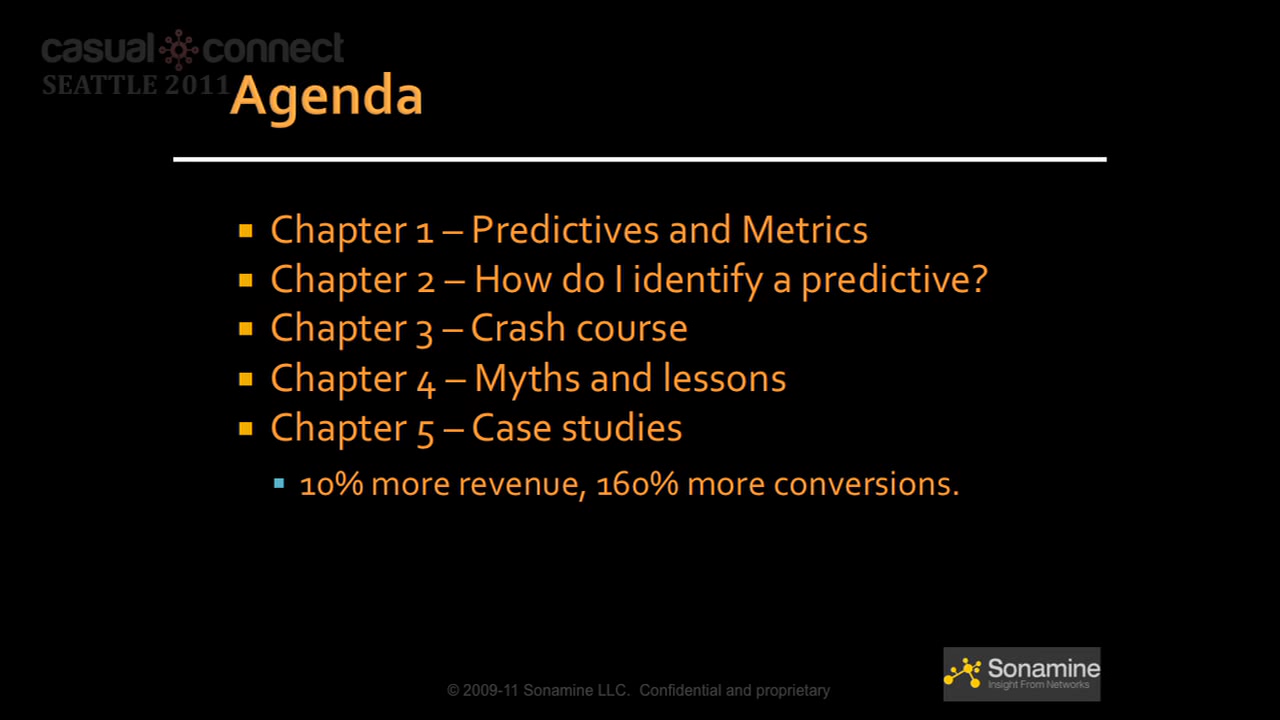 casual connect
SEATTLE 2011
Agenda
Chapter 1 – Predictives and Metrics
Chapter 2 – How do I identify a predictive?
Chapter 3 – Crash course
Chapter 4 – Myths and lessons
Chapter 5 – Case studies
10% more revenue, 160% more conversions.
© 2009-11 Sonamine LLC. Confidential and proprietary
Sonamine
Insight From Networks